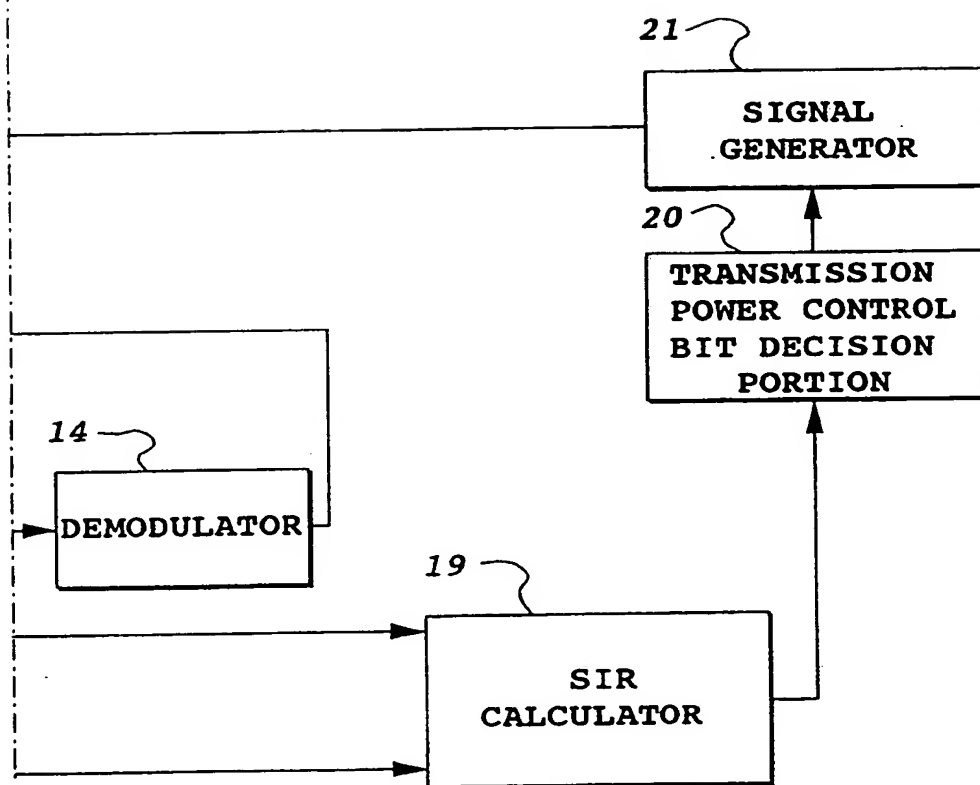 21
SIGNAL
GENERATOR
20
TRANSMISSION
POWER CONTROL
BIT DECISION
PORTION
14
DEMODULATOR
19
SIR
CALCULATOR